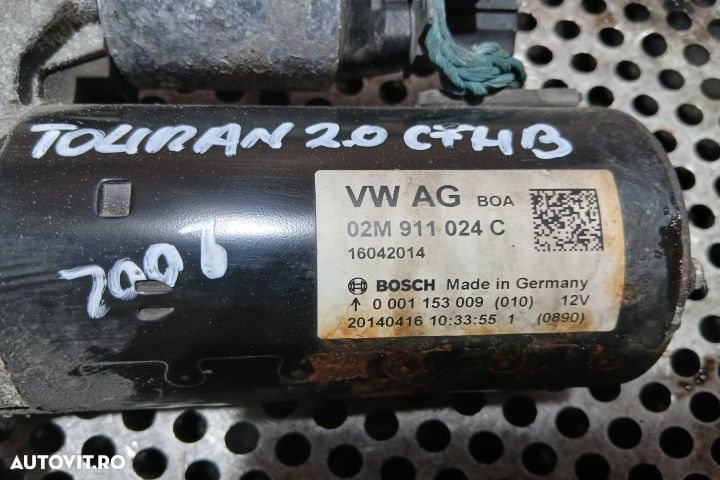 TOURAN 2.0 CFHB
VW AG BOA
02M 911 024 C
16042014
BOSCH Made in Germany
↑ 0 001 153 009 (010) 12V
20140416 10:33:55 1 (0890)
AUTOVIT.RO